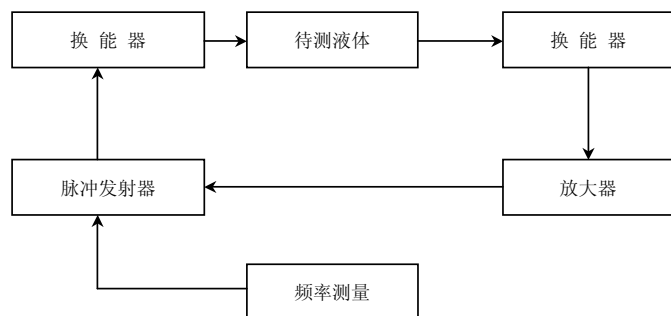 换能器
待测液体
换能器
脉冲发射器
放大器
频率测量